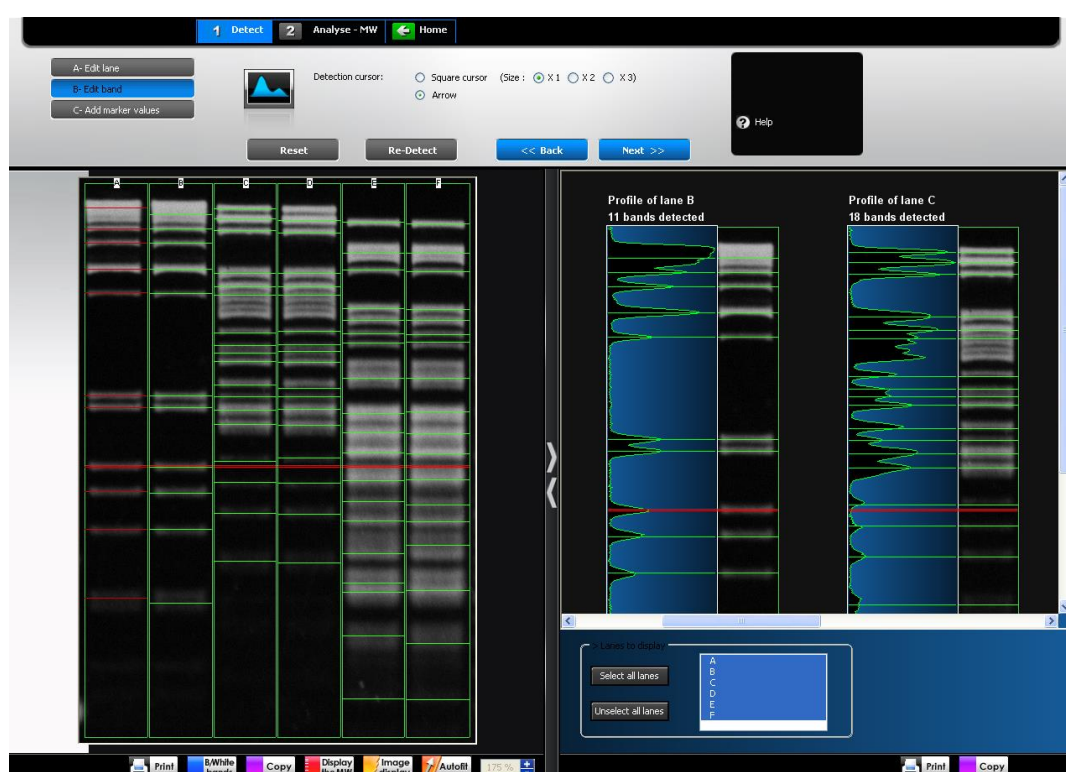 1 Detect 2 Analyse - MW Home
A- Edit lane
B- Edit band
C- Add marker values
Detection cursor: Square cursor (Size : X 1 X 2 X 3)
Arrow
Help
Reset Re-Detect << Back Next >>
A B C D E F
Profile of lane B
11 bands detected
Profile of lane C
18 bands detected
> Lanes to display
Select all lanes
Unselect all lanes
A
B
C
D
E
F
Print B/White bands Copy Display the MW Image display Autofit 175 %
Print Copy